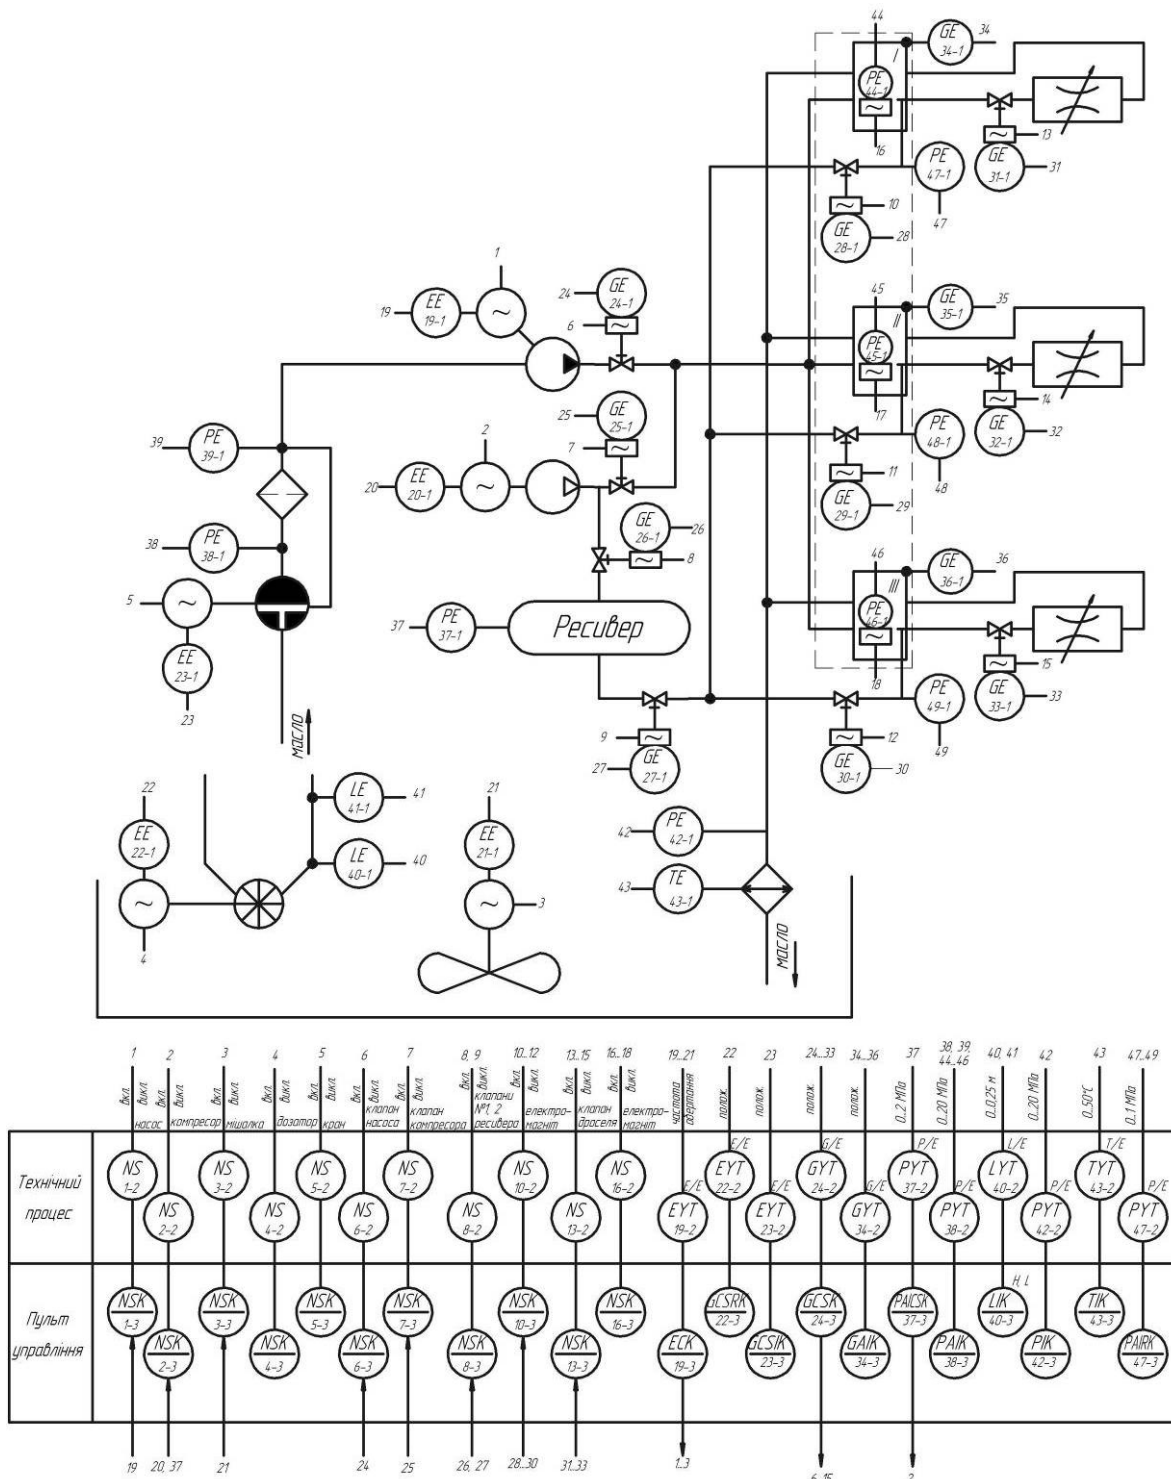 44
GE
34-1
34
I
PE
44-1
~
16
~
13
GE
31-1
31
PE
47-1
47
~
10
GE
28-1
28
1
24
GE
24-1
6
~
19
EE
19-1
~
45
GE
35-1
35
II
PE
45-1
~
17
~
14
GE
32-1
32
25
GE
25-1
7
~
2
20
EE
20-1
~
39
PE
39-1
PE
48-1
48
~
11
GE
29-1
29
GE
26-1
26
~
8
38
PE
38-1
5
~
EE
23-1
23
37
PE
37-1
Ресивер
46
GE
36-1
36
III
PE
46-1
~
18
~
15
GE
33-1
33
PE
49-1
49
9
~
27
GE
27-1
~
12
GE
30-1
30
масло
22
EE
22-1
~
4
LE
41-1
41
LE
40-1
40
21
EE
21-1
~
3
42
PE
42-1
43
TE
43-1
масло
1 2 3 4 5 6 7 8, 9 10..12 13..15 16..18 19..21 22 23 24..33 34..36 37 38, 39, 44..46 40, 41 42 43 47..49
вкл. викл. насос
вкл. викл. компресор
вкл. викл. мішалка
вкл. викл. дозатор
вкл. викл. кран
вкл. викл. клапан насоса
вкл. викл. клапан компресора
вкл. викл. клапани №1, 2 ресивера
вкл. викл. електро-магніт
вкл. викл. клапан дроселя
вкл. викл. електро-магніт
частота обертання
полож.
полож.
полож.
полож.
0..2 МПа
0..20 МПа
0..0,25 м
0..20 МПа
0..50°C
0..1 МПа
Технічний процес
NS 1-2
NS 2-2
NS 3-2
NS 4-2
NS 5-2
NS 6-2
NS 7-2
NS 8-2
NS 10-2
NS 13-2
NS 16-2
E/E EYT 19-2
E/E EYT 22-2
E/E EYT 23-2
G/E GYT 24-2
G/E GYT 34-2
P/E PYT 37-2
P/E PYT 38-2
L/E LYT 40-2
P/E PYT 42-2
T/E TYT 43-2
P/E PYT 47-2
Пульт управління
NSK 1-3
NSK 2-3
NSK 3-3
NSK 4-3
NSK 5-3
NSK 6-3
NSK 7-3
NSK 8-3
NSK 10-3
NSK 13-3
NSK 16-3
ECK 19-3
GCSRK 22-3
GCSIK 23-3
GCSK 24-3
GAIK 34-3
PAICSK 37-3
PAIK 38-3
H, L LIK 40-3
PIK 42-3
TIK 43-3
PAIRK 47-3
19 20, 37 21 24 25 26, 27 28..30 31..33 1..3 6..15 2